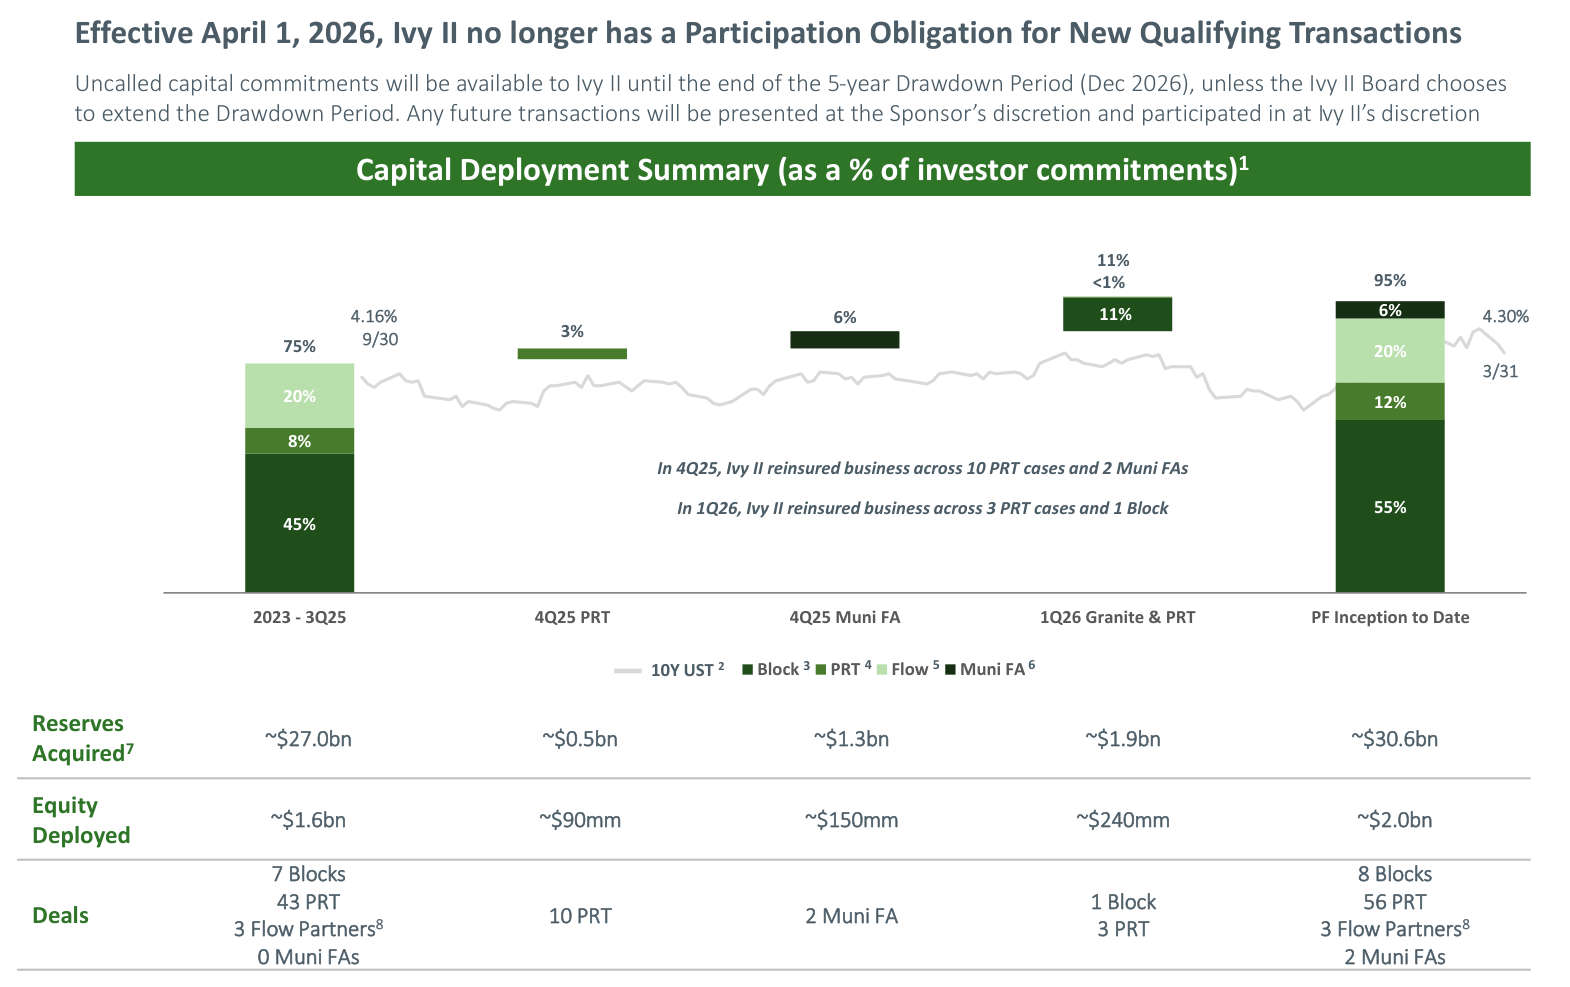 Effective April 1, 2026, Ivy II no longer has a Participation Obligation for New Qualifying Transactions
Uncalled capital commitments will be available to Ivy II until the end of the 5-year Drawdown Period (Dec 2026), unless the Ivy II Board chooses
to extend the Drawdown Period. Any future transactions will be presented at the Sponsor's discretion and participated in at Ivy II's discretion
Capital Deployment Summary (as a % of investor commitments)1
75%
20%
8%
45%
4.16%
9/30
3%
6%
11%
<1%
11%
95%
6%
20%
12%
55%
4.30%
3/31
In 4Q25, Ivy II reinsured business across 10 PRT cases and 2 Muni FAs
In 1Q26, Ivy II reinsured business across 3 PRT cases and 1 Block
2023 - 3Q25 4Q25 PRT 4Q25 Muni FA 1Q26 Granite & PRT PF Inception to Date
10Y UST 2 Block 3 PRT 4 Flow 5 Muni FA 6
Reserves
Acquired7
~$27.0bn ~$0.5bn ~$1.3bn ~$1.9bn ~$30.6bn
Equity
Deployed
~$1.6bn ~$90mm ~$150mm ~$240mm ~$2.0bn
Deals
7 Blocks
43 PRT
3 Flow Partners8
0 Muni FAs
10 PRT
2 Muni FA
1 Block
3 PRT
8 Blocks
56 PRT
3 Flow Partners8
2 Muni FAs